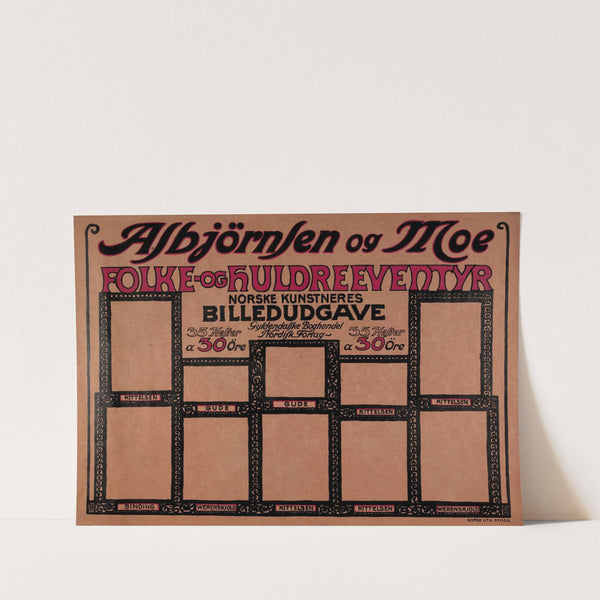 Asbjörnsen og Moe
FOLKE-OG HULDREEVENTYR
NORSKE KUNSTNERES
BILLEDUDGAVE
Gyldendalske Boghandel
Nordisk Forlag
35 Hefter
a 30 Öre
35 Hefter
a 30 Öre
KITTELSEN
GUDE
GUDE
KITTELSEN
KITTELSEN
BINDING
WERENSKIOLD
KITTELSEN
KITTELSEN
WERENSKIOLD
NORSK LITH. OFFICIN